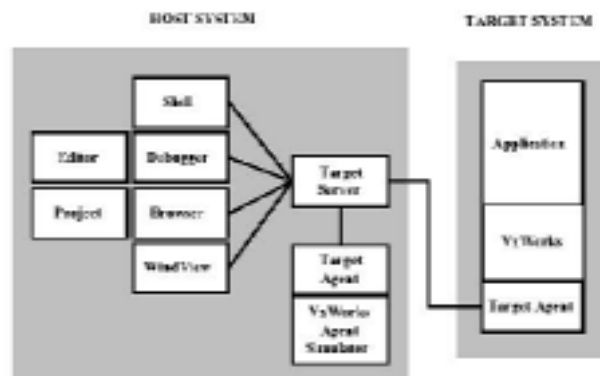 HOST SYSTEM
TARGET SYSTEM
Shell
Editor
Debugger
Project
Browser
WindView
Target
Server
Target
Agent
VxWorks
Agent
Simulator
Application
VxWorks
Target Agent